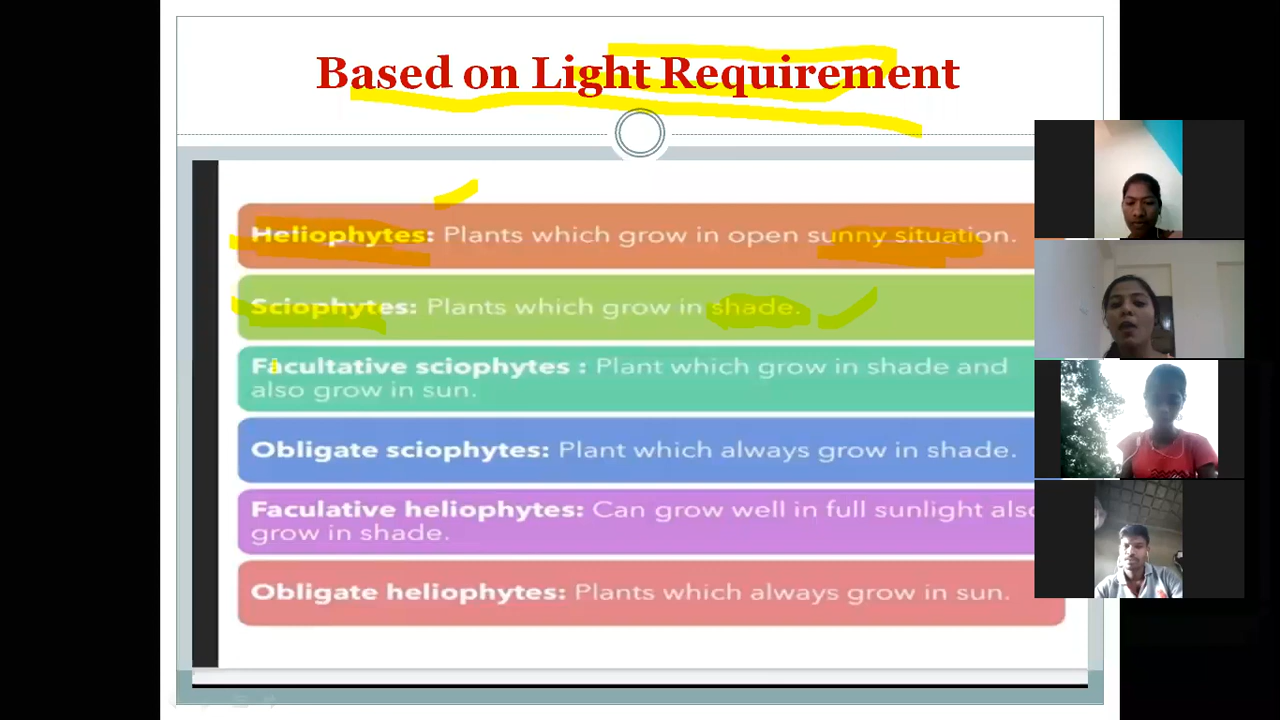 Based on Light Requirement
Heliophytes: Plants which grow in open sunny situation.
Sciophytes: Plants which grow in shade.
Facultative sciophytes : Plant which grow in shade and
also grow in sun.
Obligate sciophytes: Plant which always grow in shade.
Faculative heliophytes: Can grow well in full sunlight also
grow in shade.
Obligate heliophytes: Plants which always grow in sun.